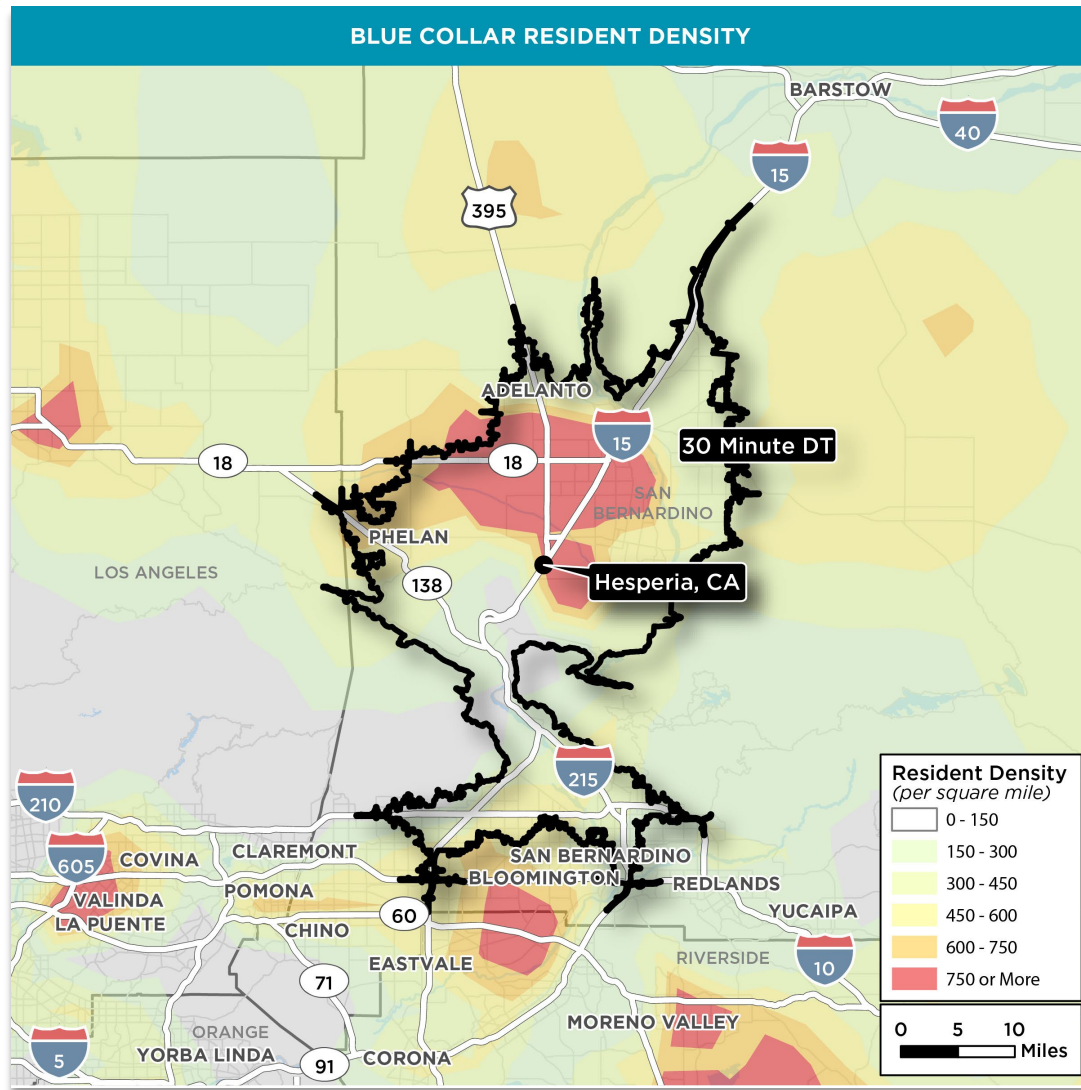 BLUE COLLAR RESIDENT DENSITY
BARSTOW
40
15
395
ADELANTO
15
30 Minute DT
18
18
SAN
BERNARDINO
PHELAN
Hesperia, CA
LOS ANGELES
138
215
Resident Density
(per square mile)
0 - 150
150 - 300
300 - 450
450 - 600
600 - 750
750 or More
210
605
COVINA
CLAREMONT
SAN BERNARDINO
BLOOMINGTON
REDLANDS
POMONA
VALINDA
LA PUENTE
60
YUCAIPA
CHINO
EASTVALE
RIVERSIDE
10
71
MORENO VALLEY
ORANGE
YORBA LINDA
CORONA
5
91
0 5 10
Miles